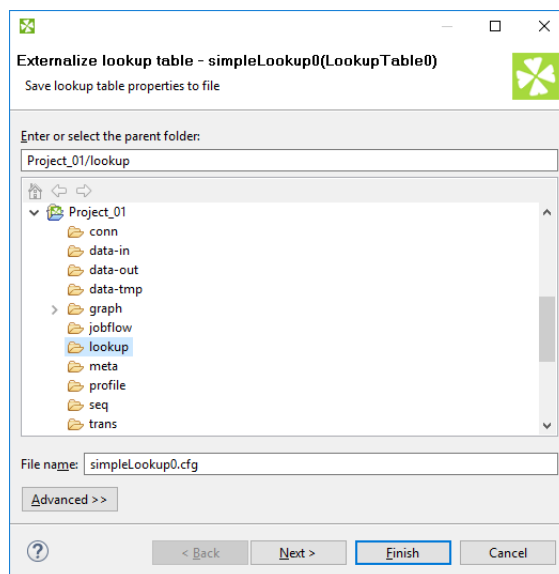 Externalize lookup table - simpleLookup0(LookupTable0)
Save lookup table properties to file
Enter or select the parent folder:
Project_01/lookup
Project_01
conn
data-in
data-out
data-tmp
graph
jobflow
lookup
meta
profile
seq
trans
File name: simpleLookup0.cfg
Advanced >>
< Back Next > Finish Cancel